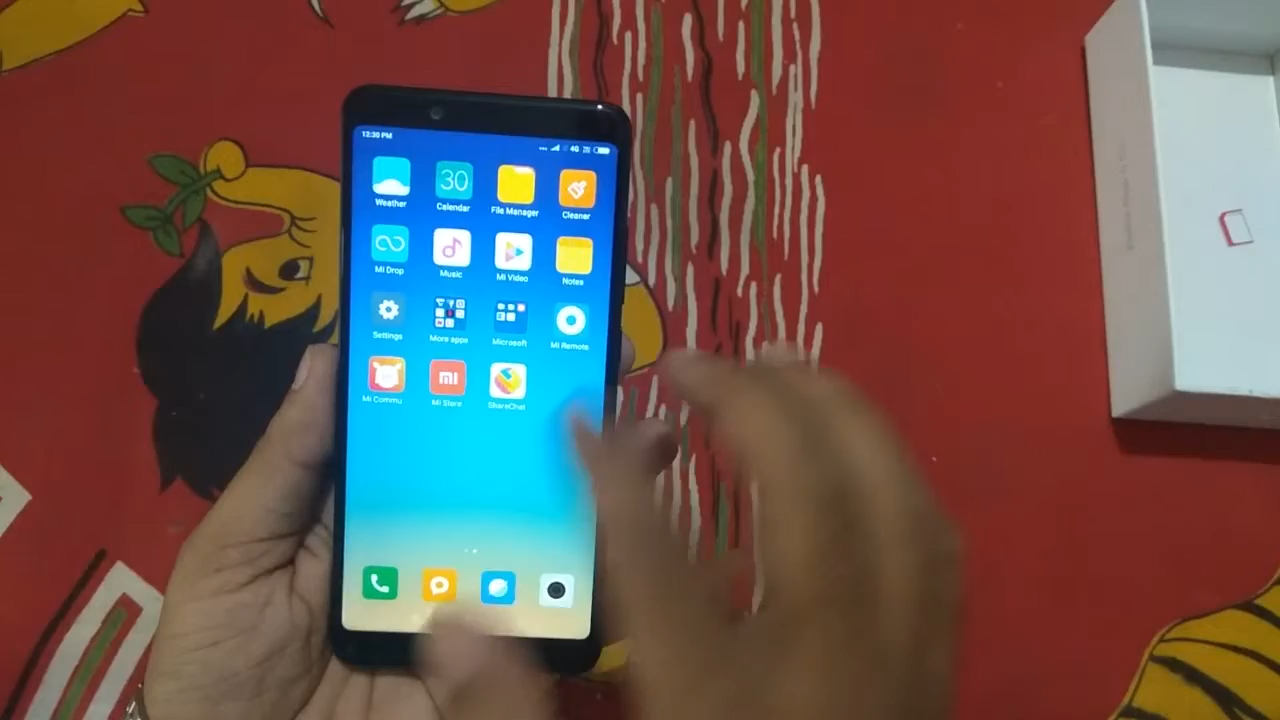 12:30 PM
4G
30
Weather
Calendar
File Manager
Cleaner
Mi Drop
Music
Mi Video
Notes
Settings
More apps
Microsoft
Mi Remote
mi
Mi Commu
Mi Store
ShareChat